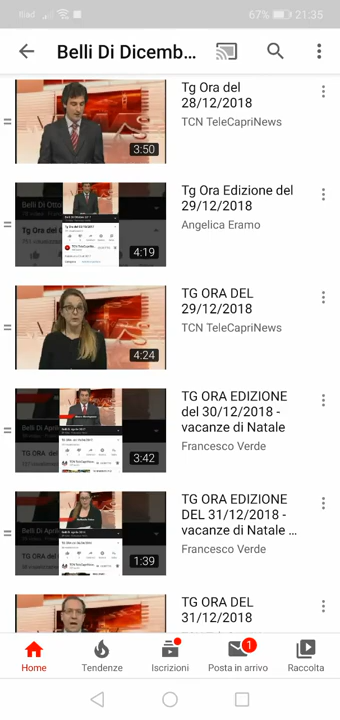 Iliad
67%
21:35
Belli Di Dicemb...
Tg Ora del
28/12/2018
TCN TeleCapriNews
3:50
Tg Ora Edizione del
29/12/2018
Angelica Eramo
4:19
TG ORA DEL
29/12/2018
TCN TeleCapriNews
4:24
TG ORA EDIZIONE
del 30/12/2018 -
vacanze di Natale
Francesco Verde
3:42
TG ORA EDIZIONE
DEL 31/12/2018 -
vacanze di Natale ...
Francesco Verde
1:39
TG ORA DEL
31/12/2018
Home
Tendenze
Iscrizioni
1
Posta in arrivo
Raccolta